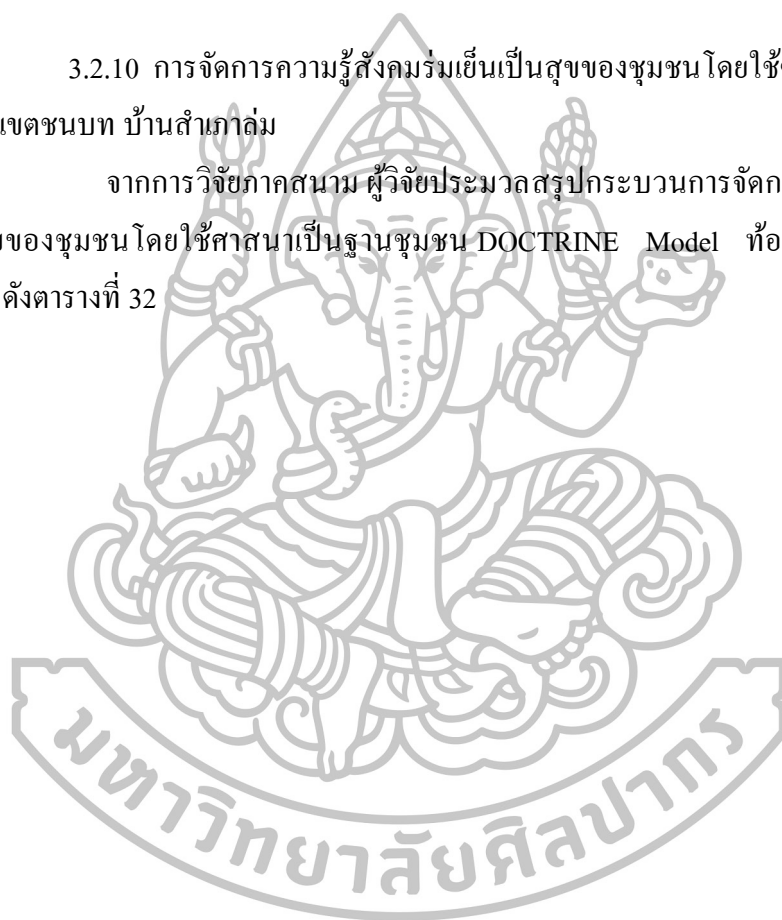 3.2.10 การจัดการความรู้สังคมร่มเย็นเป็นสุขของชุมชนโดยใช้
เขตชนบท บ้านสำเภาล่ม
จากการวิจัยภาคสนาม ผู้วิจัยประมวลสรุปกระบวนการจัดก
ของชุมชนโดยใช้ศาสนาเป็นฐานชุมชน DOCTRINE Model ท้อ
ดังตารางที่ 32
มหาวิทยาลัยศิลปากร